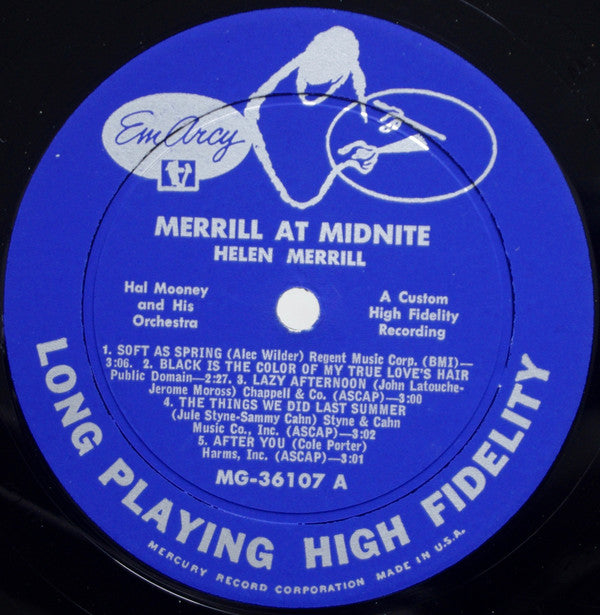 EmArcy
MERRILL AT MIDNITE
HELEN MERRILL
Hal Mooney
and His
Orchestra
A Custom
High Fidelity
Recording
1. SOFT AS SPRING (Alec Wilder) Regent Music Corp. (BMI)—
3:06. 2. BLACK IS THE COLOR OF MY TRUE LOVE'S HAIR
Public Domain—2:27. 3. LAZY AFTERNOON (John Latouche-
Jerome Moross) Chappell & Co. (ASCAP)—3:00
4. THE THINGS WE DID LAST SUMMER
(Jule Styne-Sammy Cahn) Styne & Cahn
Music Co., Inc. (ASCAP)—3:02
5. AFTER YOU (Cole Porter)
Harms, Inc. (ASCAP)—3:01
MG-36107 A
LONG PLAYING HIGH FIDELITY
MERCURY RECORD CORPORATION MADE IN U.S.A.